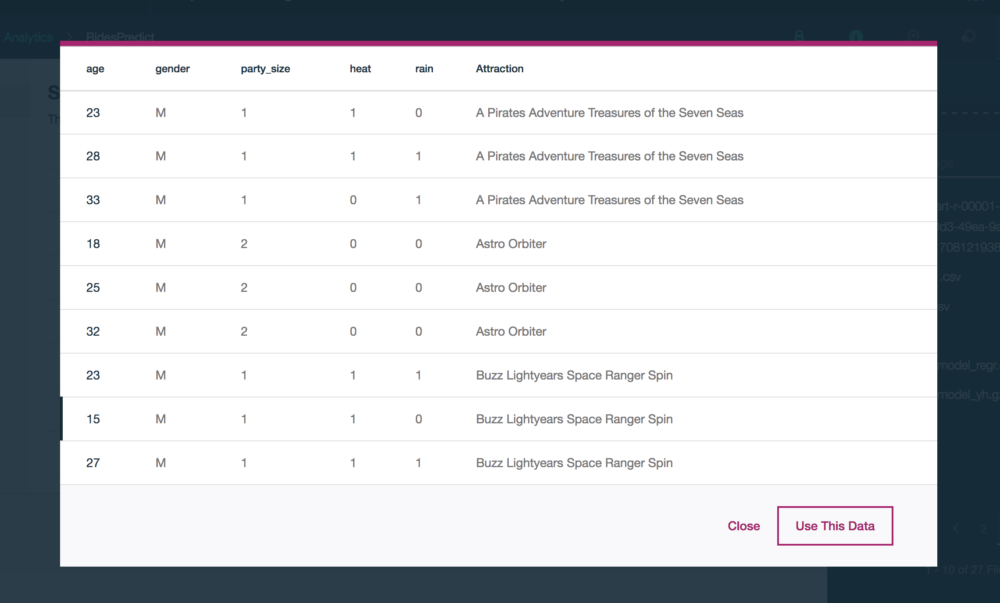 Analytics > RidesPredict
age gender party_size heat rain Attraction
23 M 1 1 0 A Pirates Adventure Treasures of the Seven Seas
28 M 1 1 1 A Pirates Adventure Treasures of the Seven Seas
33 M 1 0 1 A Pirates Adventure Treasures of the Seven Seas
18 M 2 0 0 Astro Orbiter
25 M 2 0 0 Astro Orbiter
32 M 2 0 0 Astro Orbiter
23 M 1 1 1 Buzz Lightyears Space Ranger Spin
15 M 1 1 0 Buzz Lightyears Space Ranger Spin
27 M 1 1 1 Buzz Lightyears Space Ranger Spin
Close Use This Data
S
Th
art-r-00001-
d3-49ea-9a
708121938
.csv
sv
model_regr.
model_yh.g
< 2
1 - 10 of 27 File